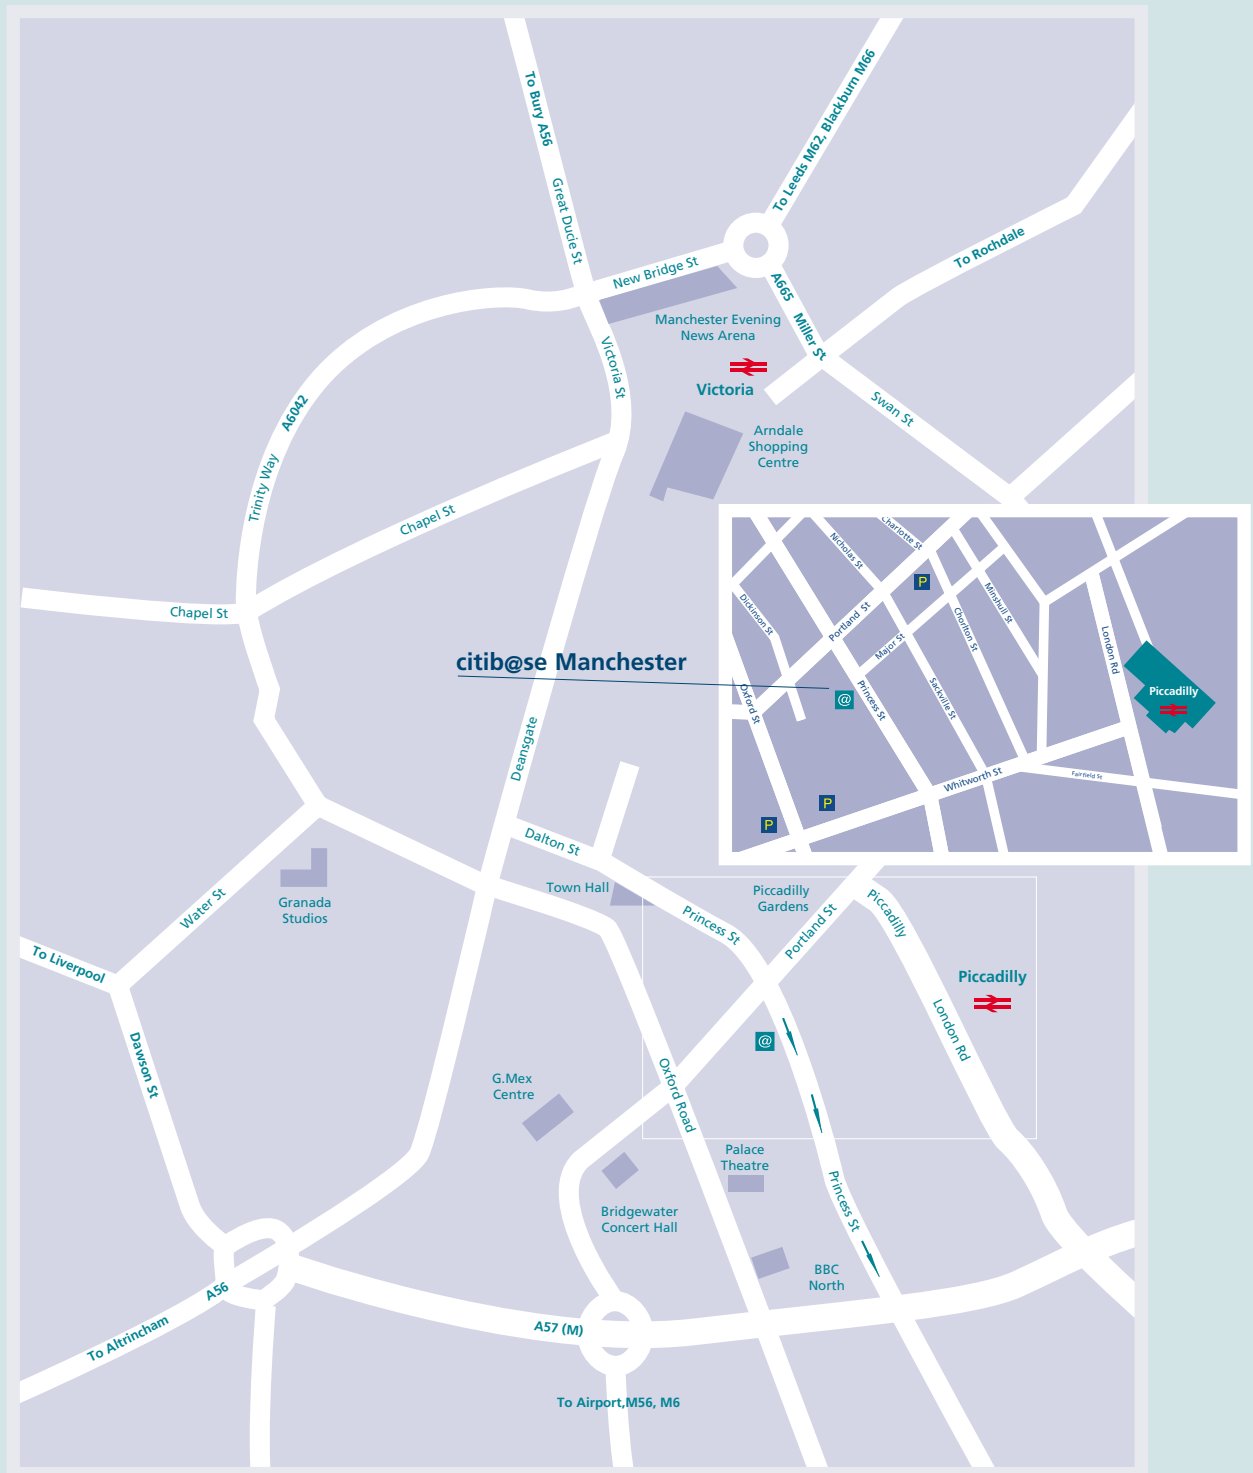 To Bury A56
Great Ducie St
To Leeds M62, Blackburn M66
New Bridge St
To Rochdale
A665
Miller St
Manchester Evening
News Arena
Victoria St
Victoria
A6042
Swan St
Arndale
Shopping
Centre
Trinity Way
Chapel St
Chapel St
Charlotte St
Nicholas St
P
Dickinson St
Portland St
Minshull St
Chorlton St
Major St
London Rd
citib@se Manchester
@
Oxford St
Princess St
Sackville St
Piccadilly
Whitworth St
Fairfield St
P
P
Deansgate
Dalton St
Town Hall
Granada
Studios
Water St
Piccadilly
Gardens
Princess St
Portland St
Piccadilly
To Liverpool
Piccadilly
London Rd
@
Dawson St
G.Mex
Centre
Oxford Road
Palace
Theatre
Princess St
Bridgewater
Concert Hall
BBC
North
A56
To Altrincham
A57 (M)
To Airport,M56, M6